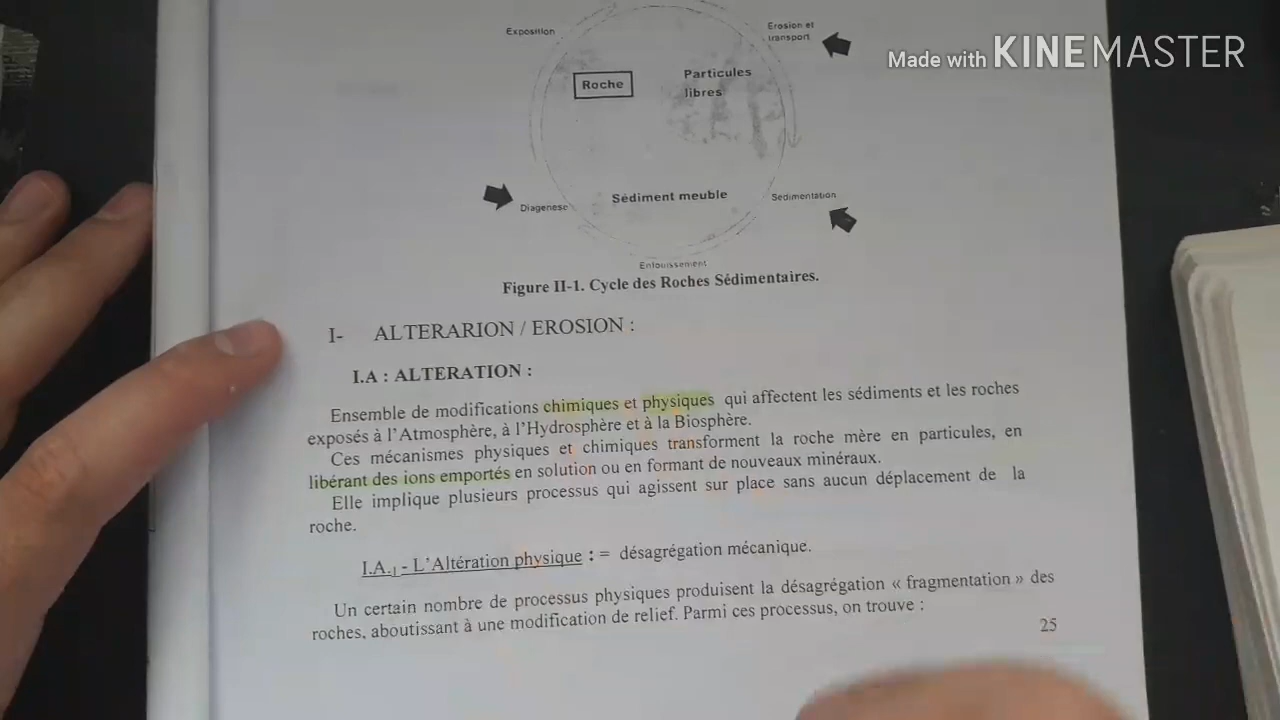 Made with KINEMASTER
Exposition
Erosion et
transport
Roche
Particules
libres
Diagenese
Sédiment meuble
Sedimentation
Enfouissement
Figure II-1. Cycle des Roches Sédimentaires.
I- ALTERARION / EROSION :
I.A : ALTERATION :
Ensemble de modifications chimiques et physiques qui affectent les sédiments et les roches
exposés à l'Atmosphère, à l'Hydrosphère et à la Biosphère.
Ces mécanismes physiques et chimiques transforment la roche mère en particules, en
libérant des ions emportés en solution ou en formant de nouveaux minéraux.
Elle implique plusieurs processus qui agissent sur place sans aucun déplacement de la
roche.
I.A.1 - L'Altération physique : = désagrégation mécanique.
Un certain nombre de processus physiques produisent la désagrégation « fragmentation » des
roches, aboutissant à une modification de relief. Parmi ces processus, on trouve :
25